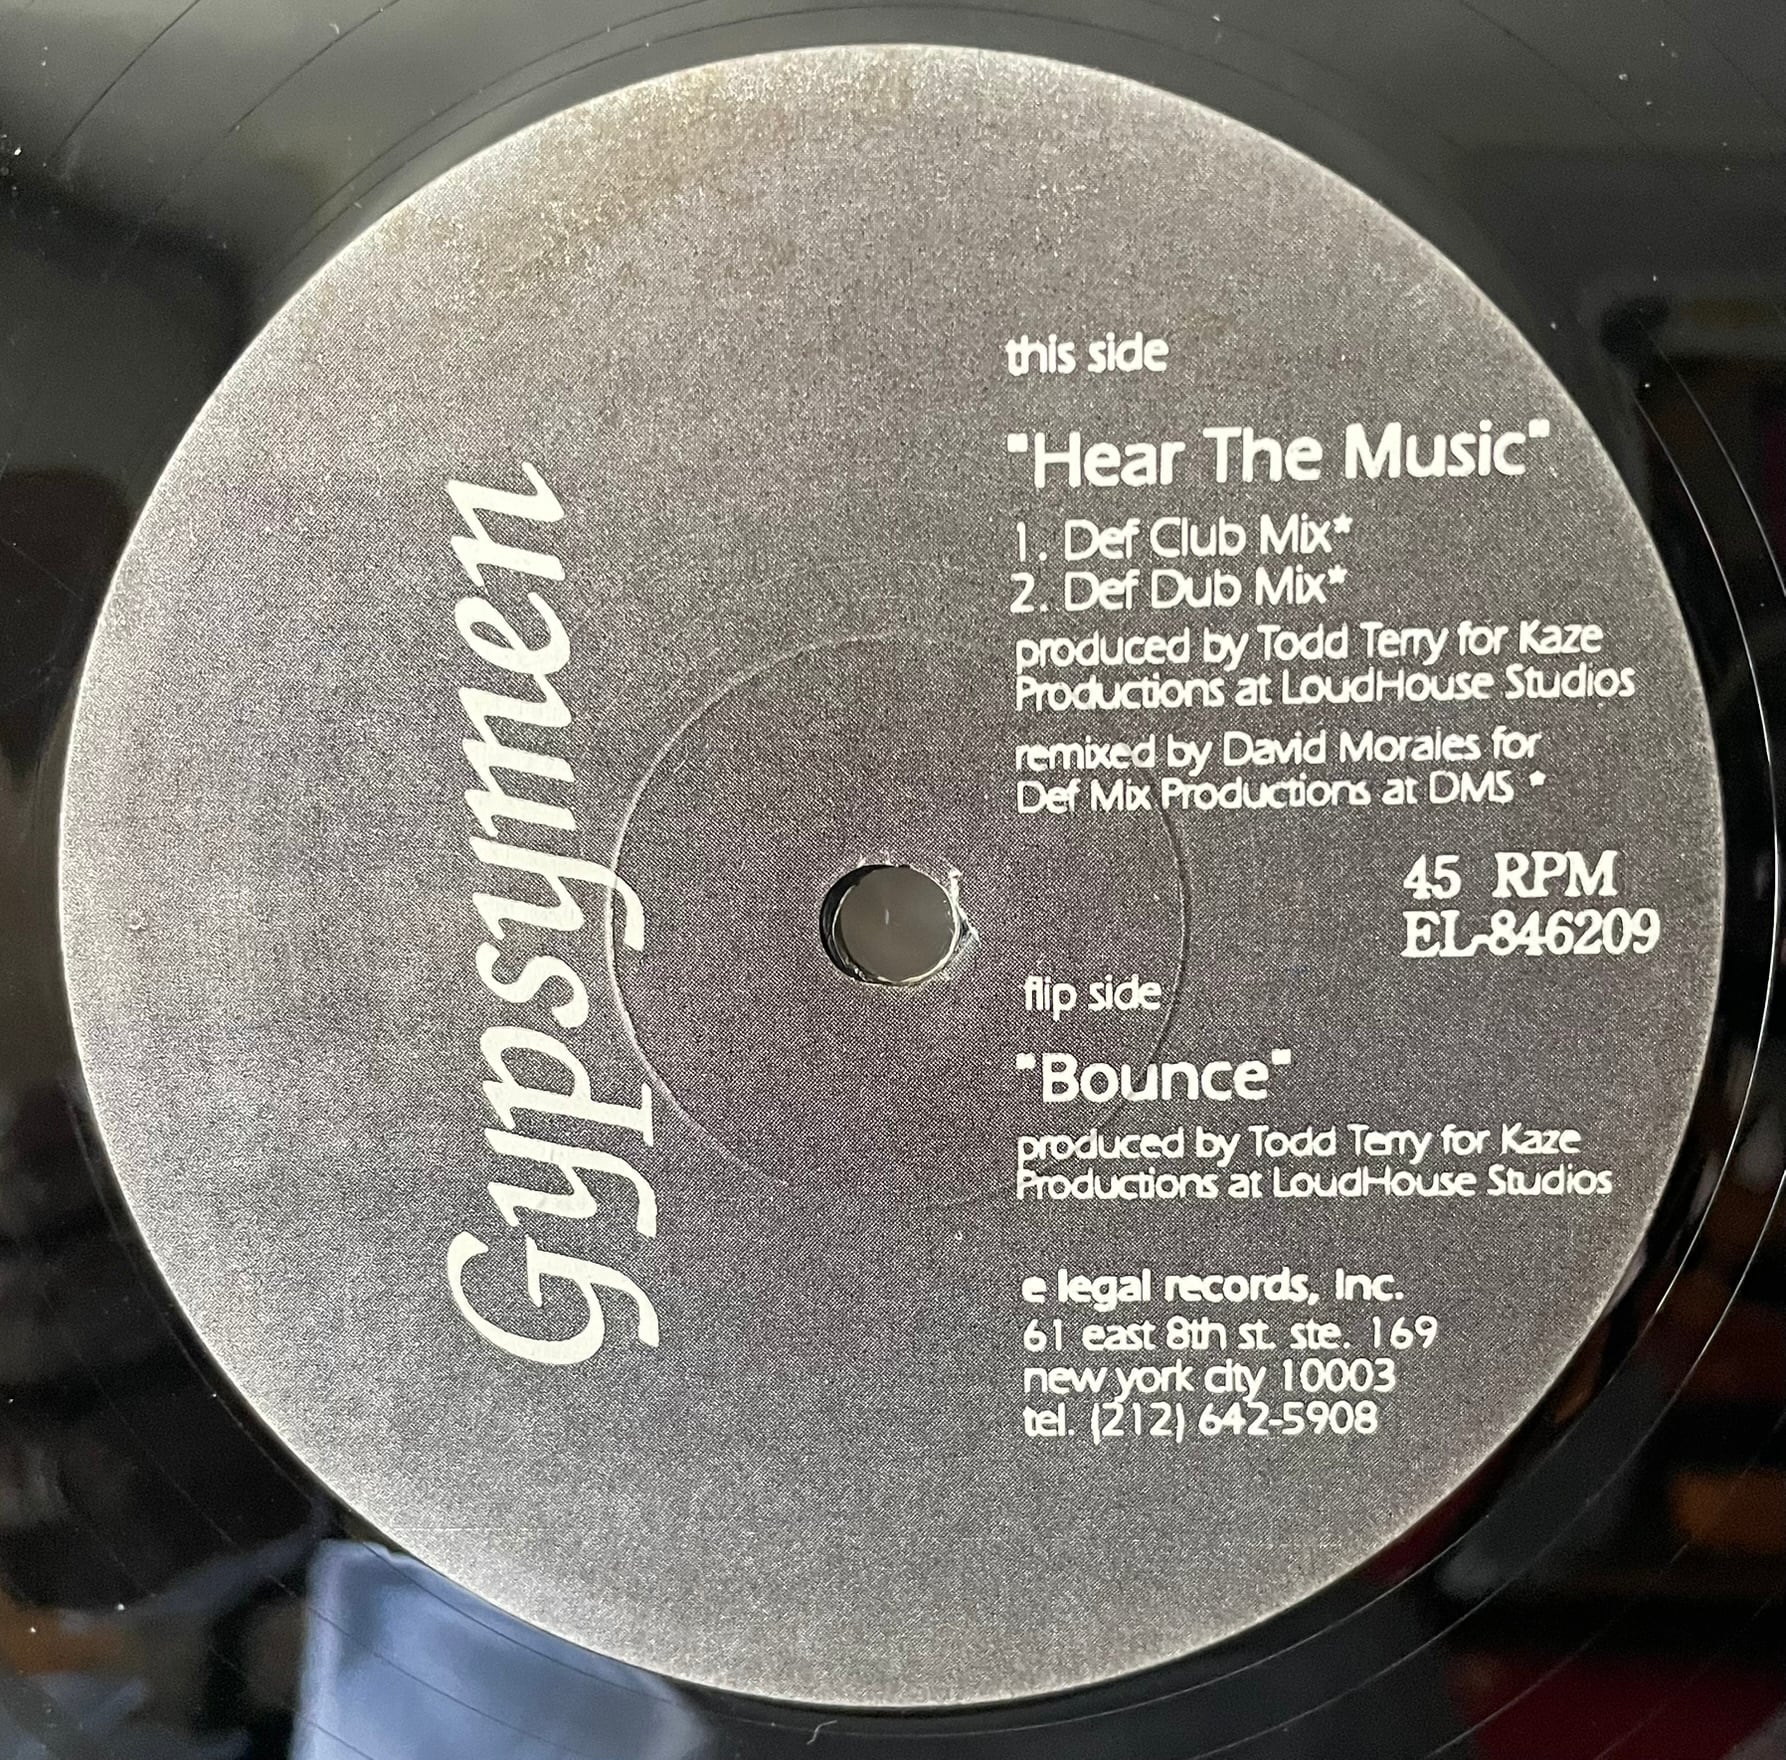 Gypsymen
this side
"Hear The Music"
1. Def Club Mix*
2. Def Dub Mix*
produced by Todd Terry for Kaze
Productions at LoudHouse Studios
remixed by David Morales for
Def Mix Productions at DMS *
45 RPM
EL-846209
flip side
"Bounce"
produced by Todd Terry for Kaze
Productions at LoudHouse Studios
e legal records, Inc.
61 east 8th st. ste. 169
new york city 10003
tel. (212) 642-5908